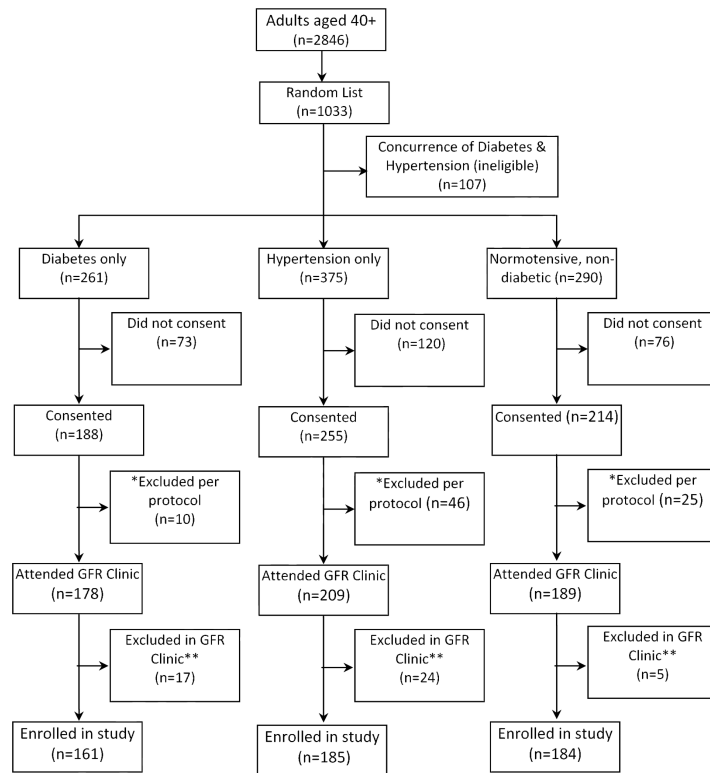 Adults aged 40+
(n=2846)
Random List
(n=1033)
Concurrence of Diabetes &
Hypertension (ineligible)
(n=107)
Diabetes only
(n=261)
Hypertension only
(n=375)
Normotensive, non-
diabetic (n=290)
Did not consent
(n=73)
Did not consent
(n=120)
Did not consent
(n=76)
Consented
(n=188)
Consented
(n=255)
Consented (n=214)
*Excluded per
protocol
(n=10)
*Excluded per
protocol (n=46)
*Excluded per
protocol (n=25)
Attended GFR Clinic
(n=178)
Attended GFR Clinic
(n=209)
Attended GFR Clinic
(n=189)
Excluded in GFR
Clinic**
(n=17)
Excluded in GFR
Clinic**
(n=24)
Excluded in GFR
Clinic**
(n=5)
Enrolled in study
(n=161)
Enrolled in study
(n=185)
Enrolled in study
(n=184)